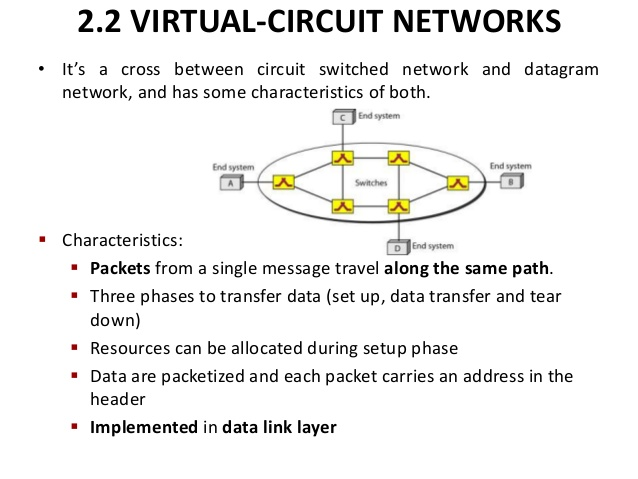 2.2 VIRTUAL-CIRCUIT NETWORKS
• It's a cross between circuit switched network and datagram
network, and has some characteristics of both.
C End system
End system
A
Switches
End system
B
D End system
▪ Characteristics:
▪ Packets from a single message travel along the same path.
▪ Three phases to transfer data (set up, data transfer and tear
down)
▪ Resources can be allocated during setup phase
▪ Data are packetized and each packet carries an address in the
header
▪ Implemented in data link layer